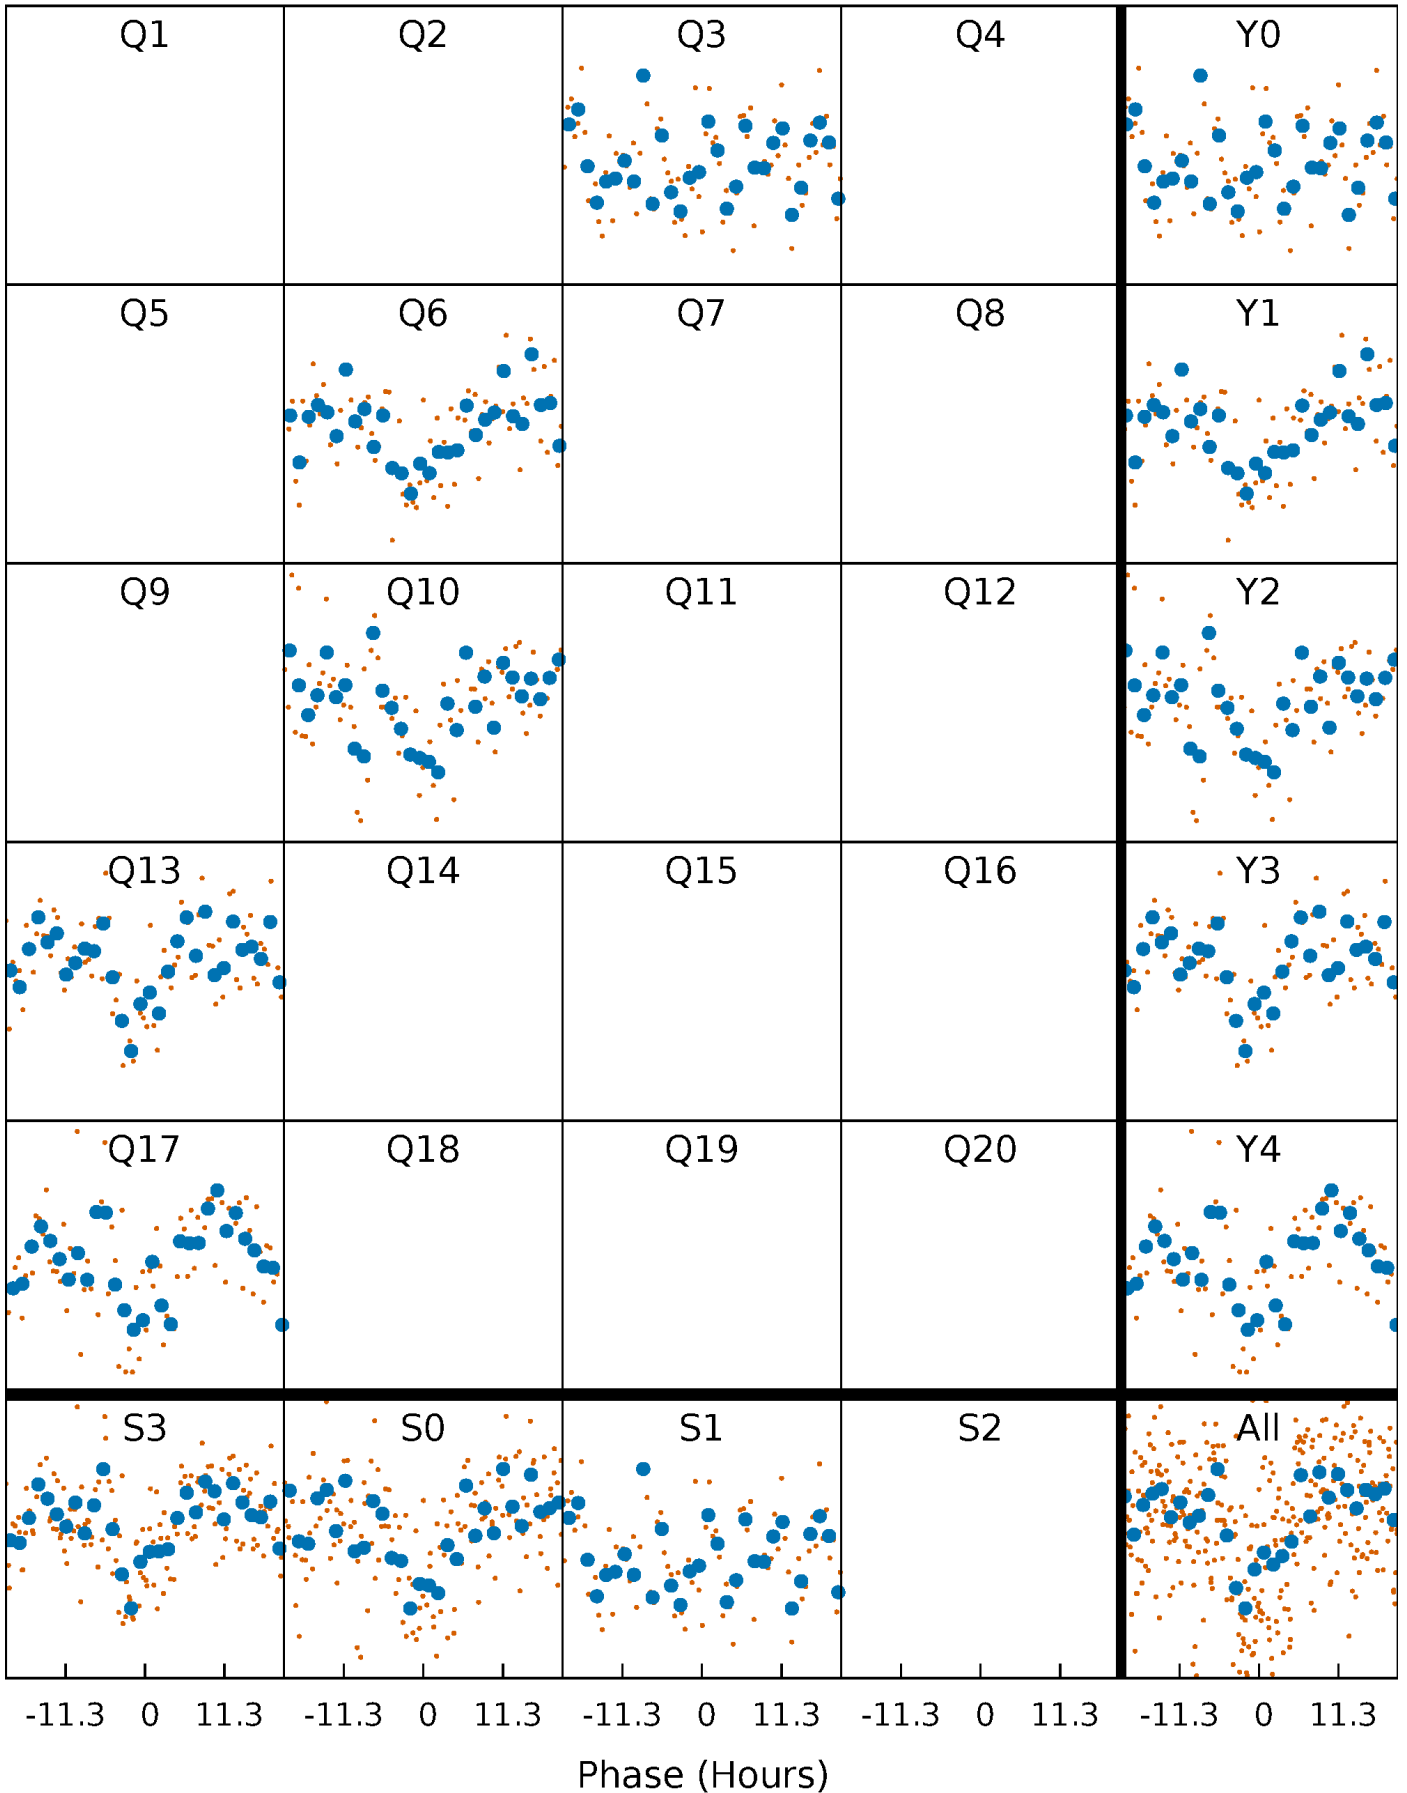 Q1 Q2 Q3 Q4 Y0
Q5 Q6 Q7 Q8 Y1
Q9 Q10 Q11 Q12 Y2
Q13 Q14 Q15 Q16 Y3
Q17 Q18 Q19 Q20 Y4
S3 S0 S1 S2 All
-11.3 0 11.3 -11.3 0 11.3 -11.3 0 11.3 -11.3 0 11.3 -11.3 0 11.3
Phase (Hours)